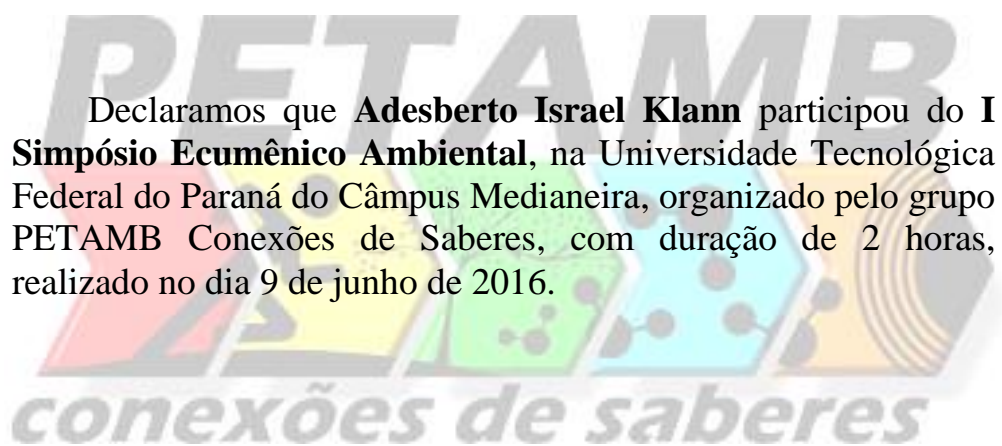 PETAMB
Declaramos que Adesberto Israel Klann participou do I
Simpósio Ecumênico Ambiental, na Universidade Tecnológica
Federal do Paraná do Câmpus Medianeira, organizado pelo grupo
PETAMB Conexões de Saberes, com duração de 2 horas,
realizado no dia 9 de junho de 2016.
conexões de saberes